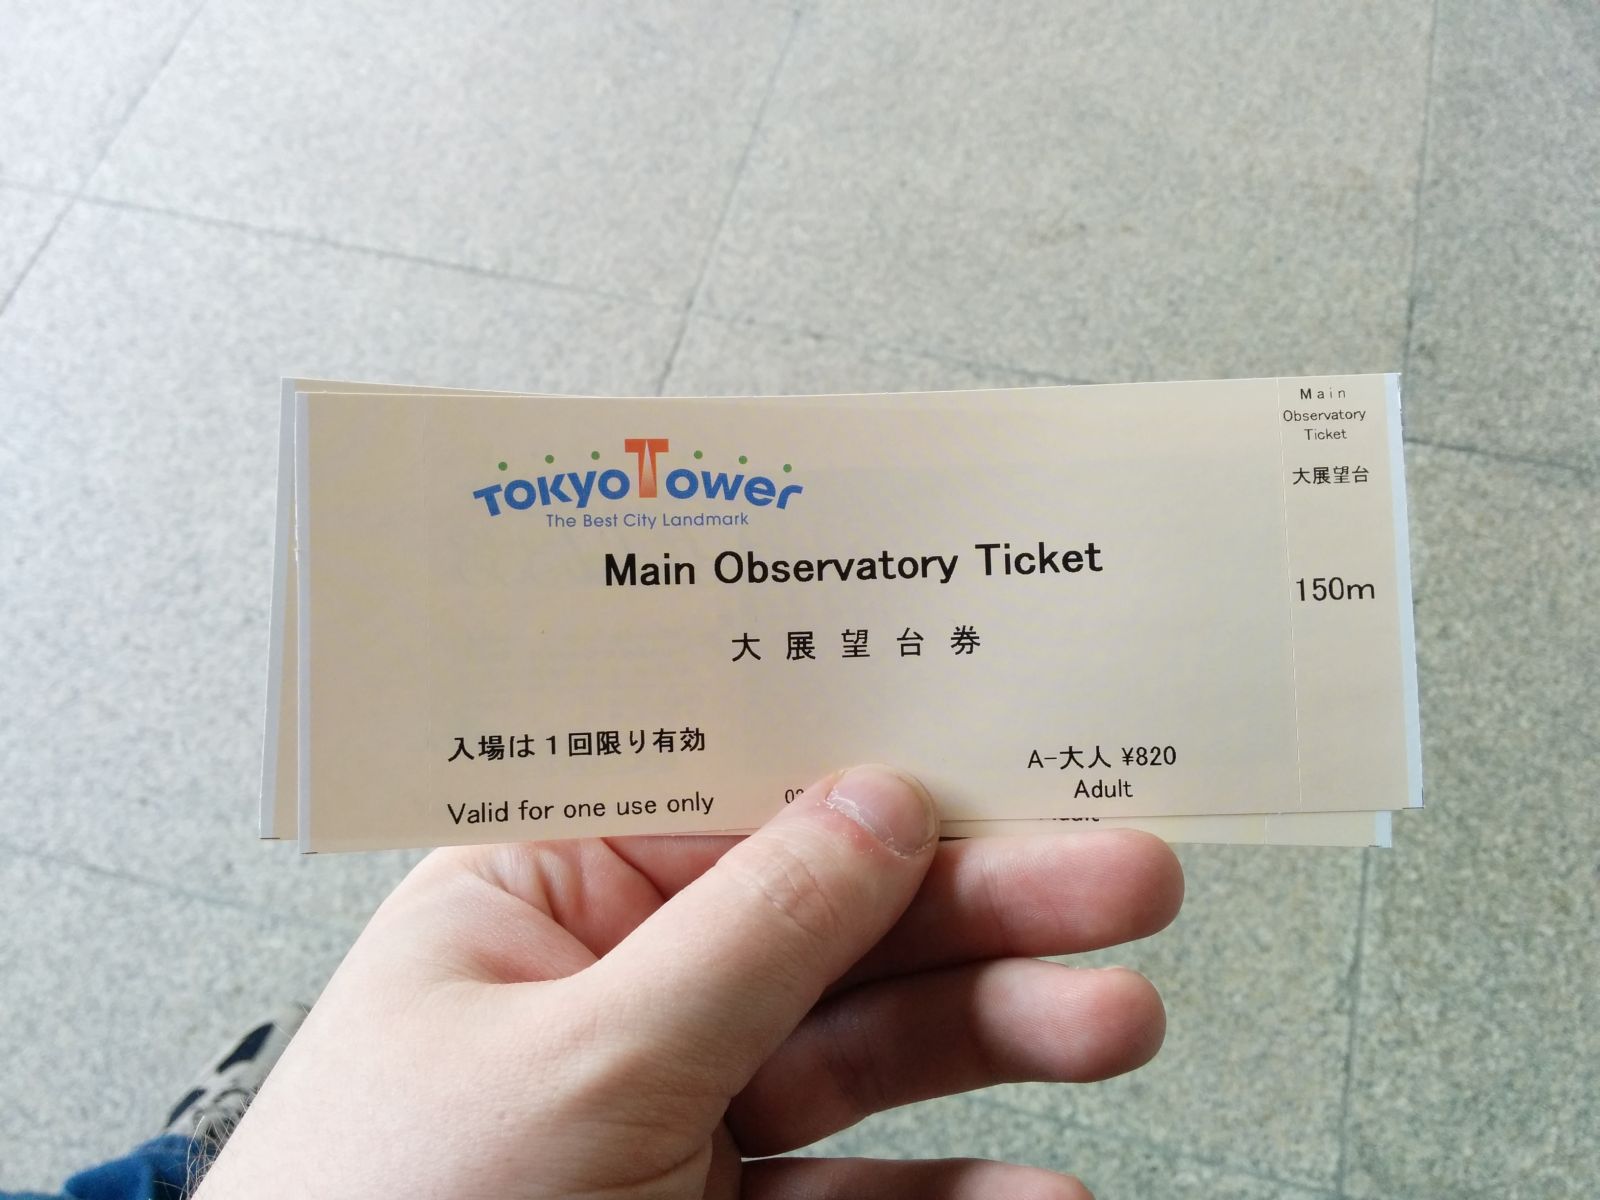 TOKYO TOWER
The Best City Landmark
Main Observatory Ticket
大展望台券
入場は1回限り有効
Valid for one use only
A-大人 ¥820
Adult
Main
Observatory
Ticket
大展望台
150m